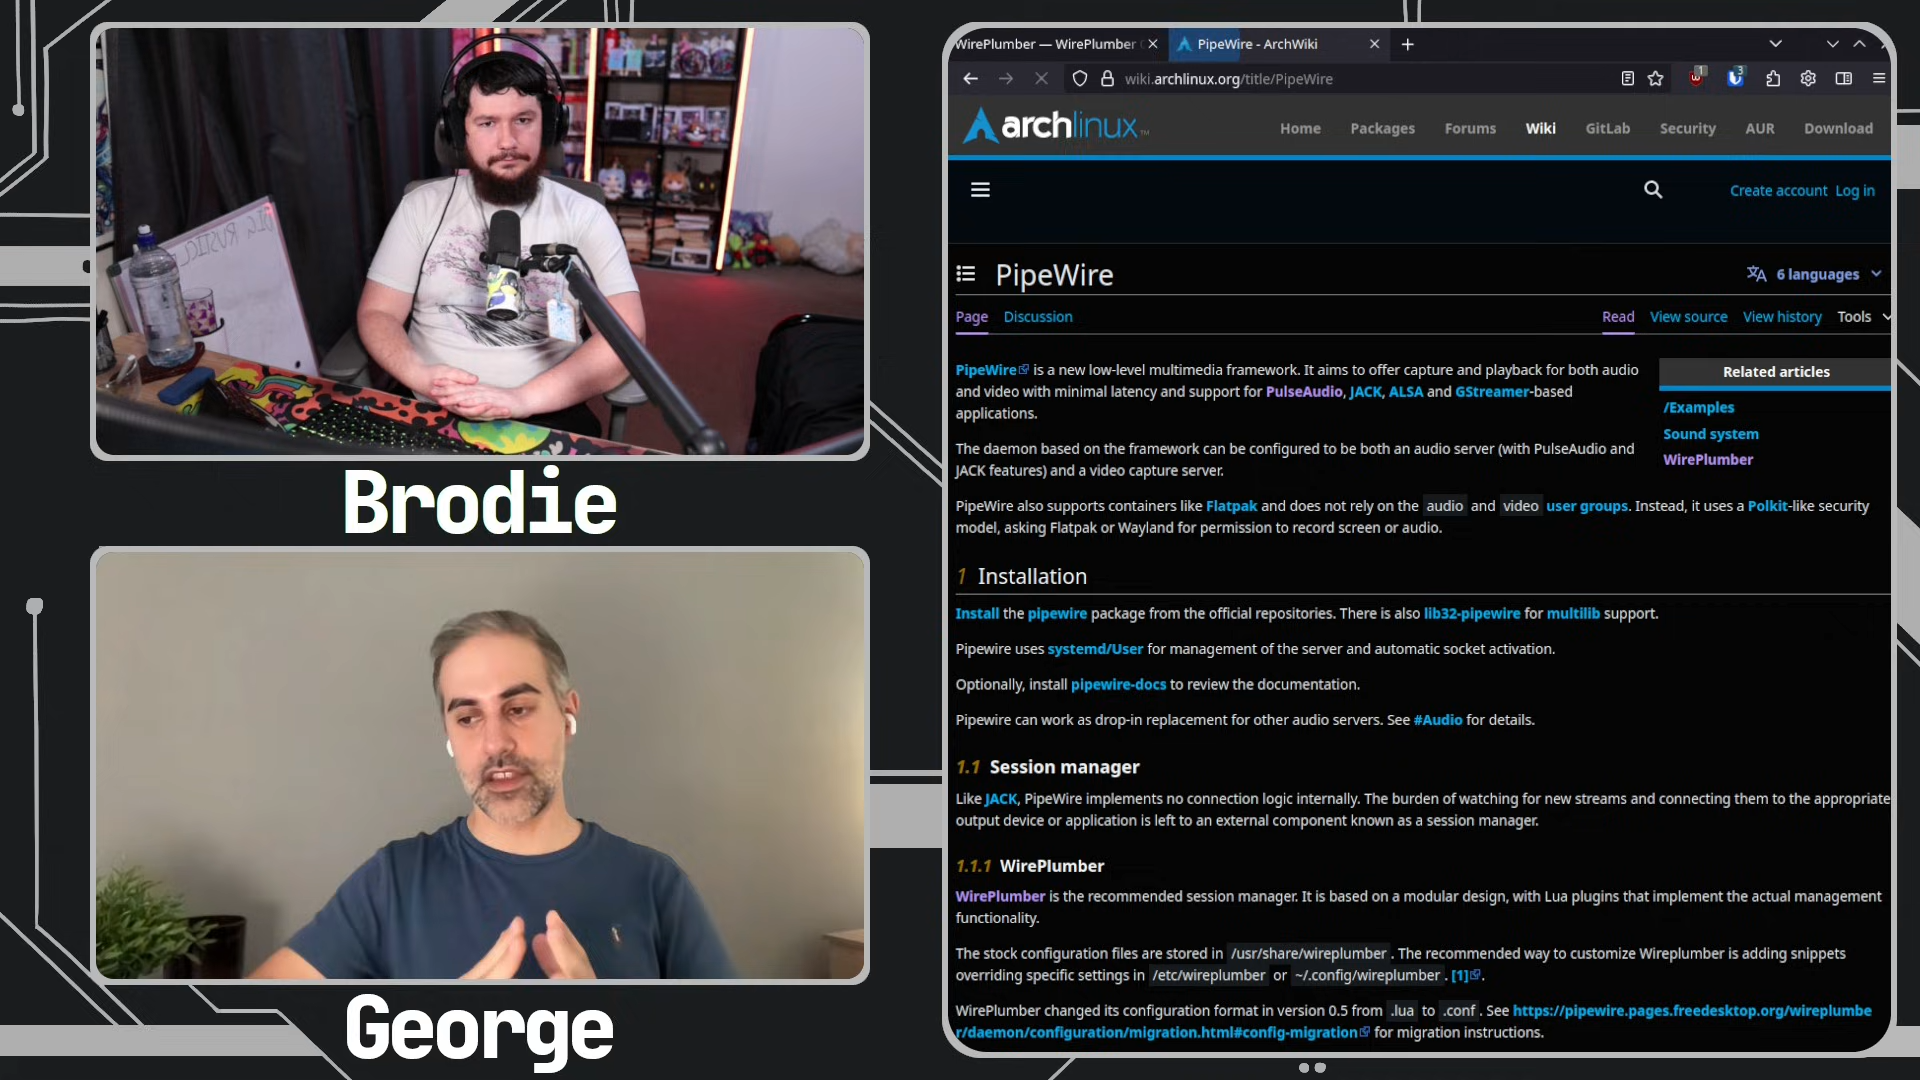 WirePlumber — WirePlumber
PipeWire - ArchWiki
wiki.archlinux.org/title/PipeWire
1
3
archlinux
Home Packages Forums Wiki GitLab Security AUR Download
Create account Log in
PipeWire
6 languages
Page Discussion
Read View source View history Tools
PipeWire is a new low-level multimedia framework. It aims to offer capture and playback for both audio
and video with minimal latency and support for PulseAudio, JACK, ALSA and GStreamer-based
applications.
Related articles
/Examples
Sound system
WirePlumber
The daemon based on the framework can be configured to be both an audio server (with PulseAudio and
JACK features) and a video capture server.
PipeWire also supports containers like Flatpak and does not rely on the audio and video user groups. Instead, it uses a Polkit-like security
model, asking Flatpak or Wayland for permission to record screen or audio.
1 Installation
Install the pipewire package from the official repositories. There is also lib32-pipewire for multilib support.
Pipewire uses systemd/User for management of the server and automatic socket activation.
Optionally, install pipewire-docs to review the documentation.
Pipewire can work as drop-in replacement for other audio servers. See #Audio for details.
1.1 Session manager
Like JACK, PipeWire implements no connection logic internally. The burden of watching for new streams and connecting them to the appropriate
output device or application is left to an external component known as a session manager.
1.1.1 WirePlumber
WirePlumber is the recommended session manager. It is based on a modular design, with Lua plugins that implement the actual management
functionality.
The stock configuration files are stored in /usr/share/wireplumber . The recommended way to customize Wireplumber is adding snippets
overriding specific settings in /etc/wireplumber or ~/.config/wireplumber . [1].
WirePlumber changed its configuration format in version 0.5 from .lua to .conf . See https://pipewire.pages.freedesktop.org/wireplumbe
r/daemon/configuration/migration.html#config-migration for migration instructions.
Brodie
George